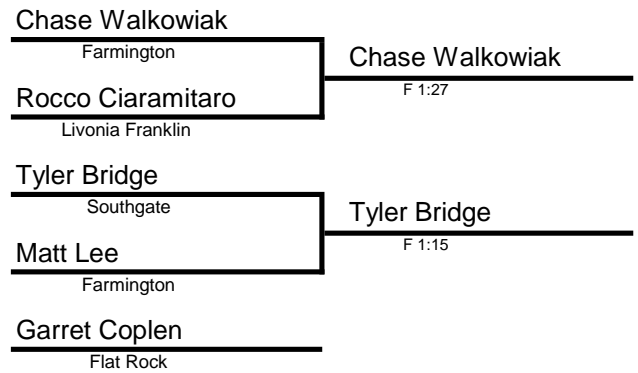 Chase Walkowiak
Farmington
Chase Walkowiak
F 1:27
Rocco Ciaramitaro
Livonia Franklin
Tyler Bridge
Southgate
Tyler Bridge
F 1:15
Matt Lee
Farmington
Garret Coplen
Flat Rock